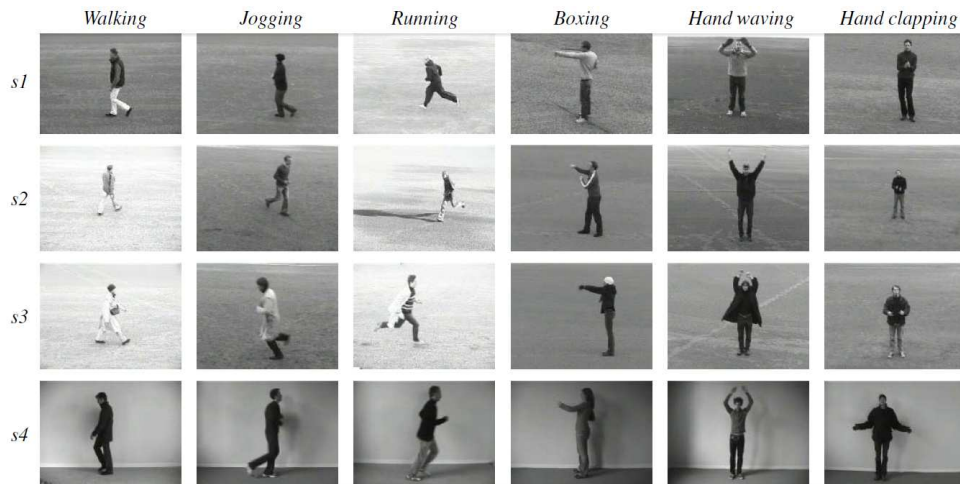 Walking Jogging Running Boxing Hand waving Hand clapping
s1
s2
s3
s4